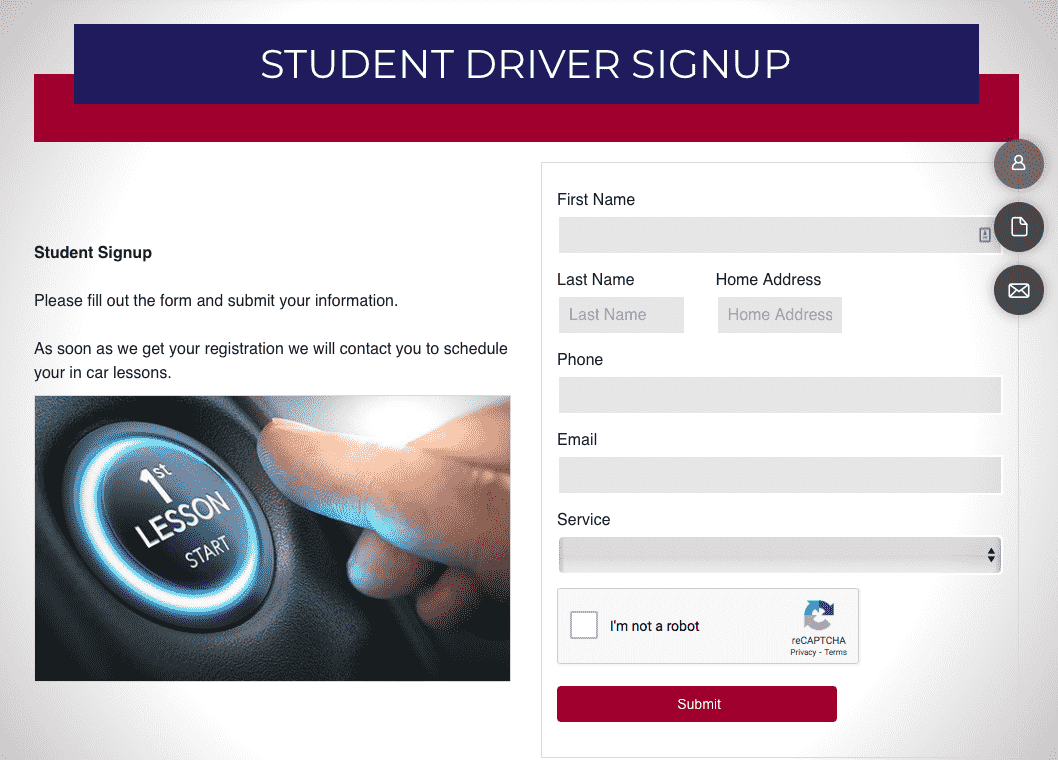 STUDENT DRIVER SIGNUP
Student Signup
Please fill out the form and submit your information.
As soon as we get your registration we will contact you to schedule
your in car lessons.
1st
LESSON
START
First Name
Last Name Home Address
Last Name Home Address
Phone
Email
Service
I'm not a robot
reCAPTCHA
Privacy - Terms
Submit